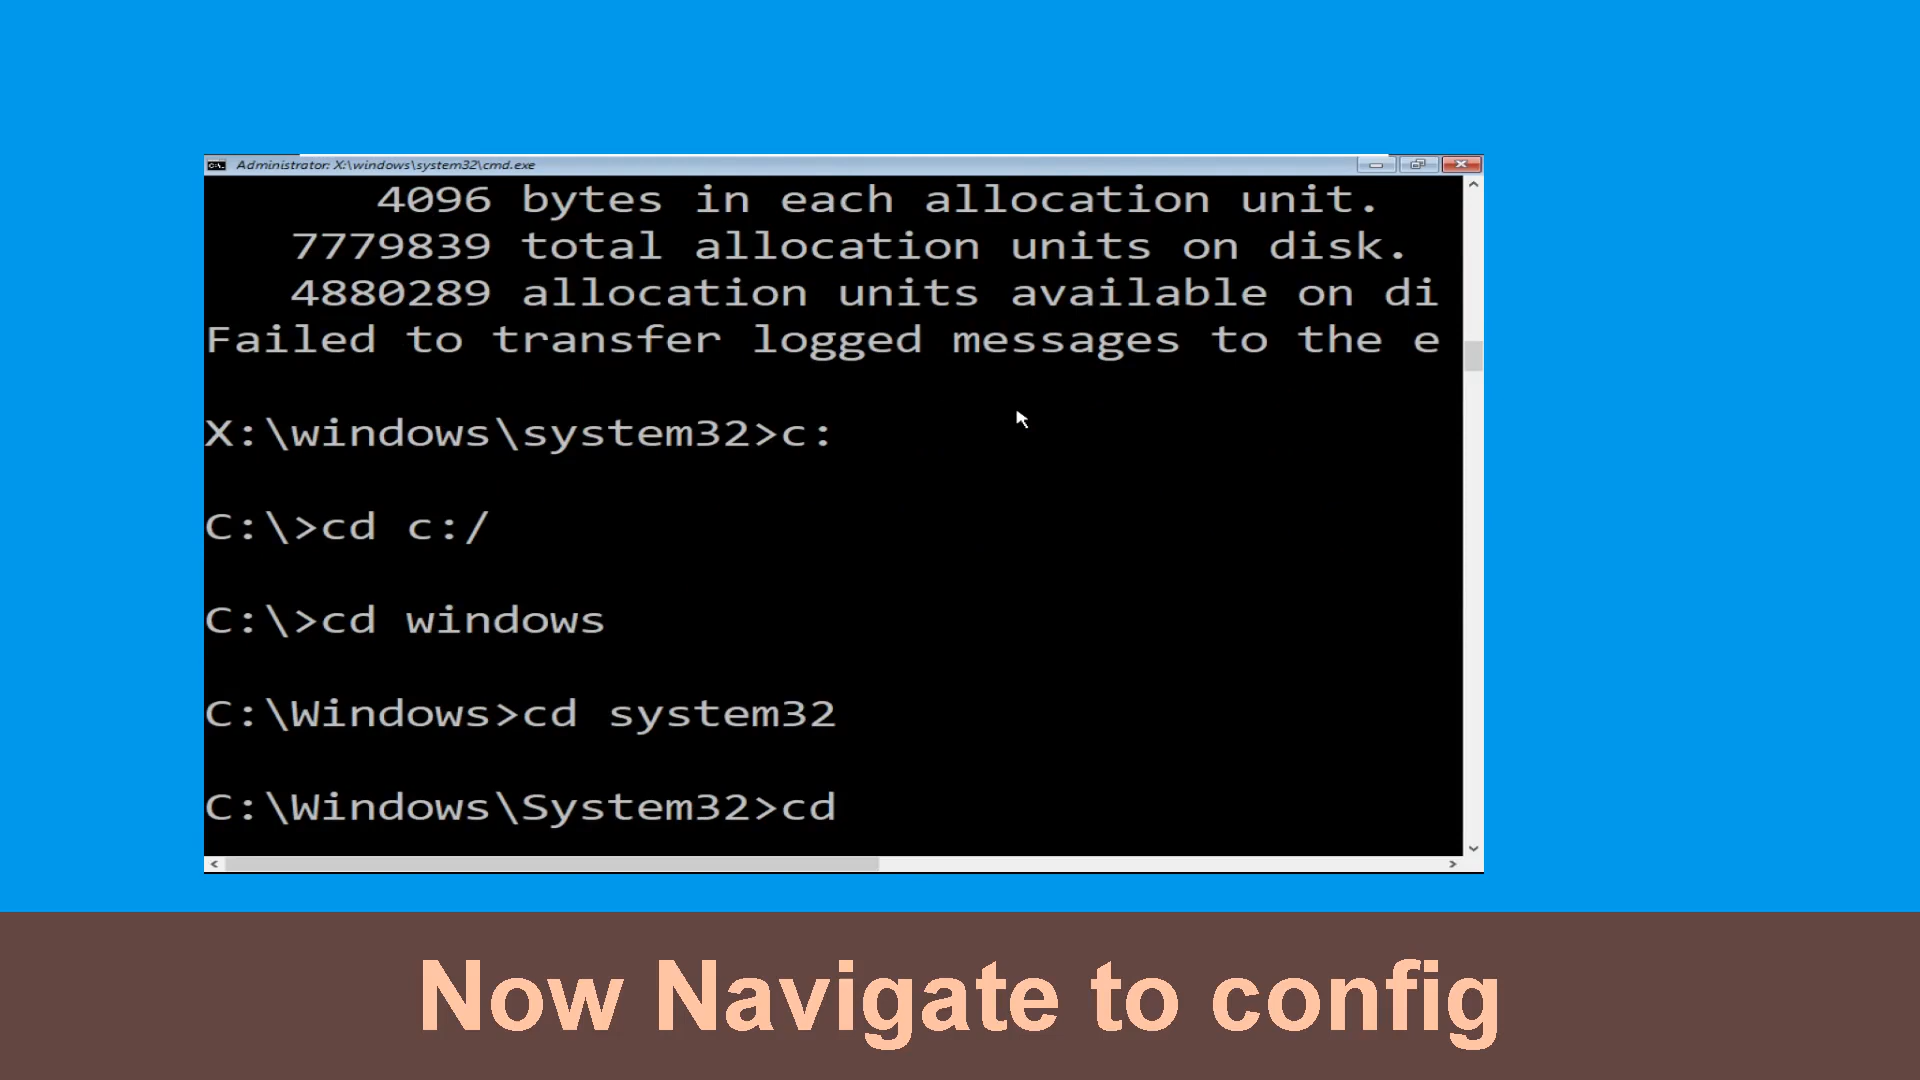 Administrator: X:\windows\system32\cmd.exe
4096 bytes in each allocation unit.
7779839 total allocation units on disk.
4880289 allocation units available on di
Failed to transfer logged messages to the e
X:\windows\system32>c:
C:\>cd c:/
C:\>cd windows
C:\Windows>cd system32
C:\Windows\System32>cd
Now Navigate to config